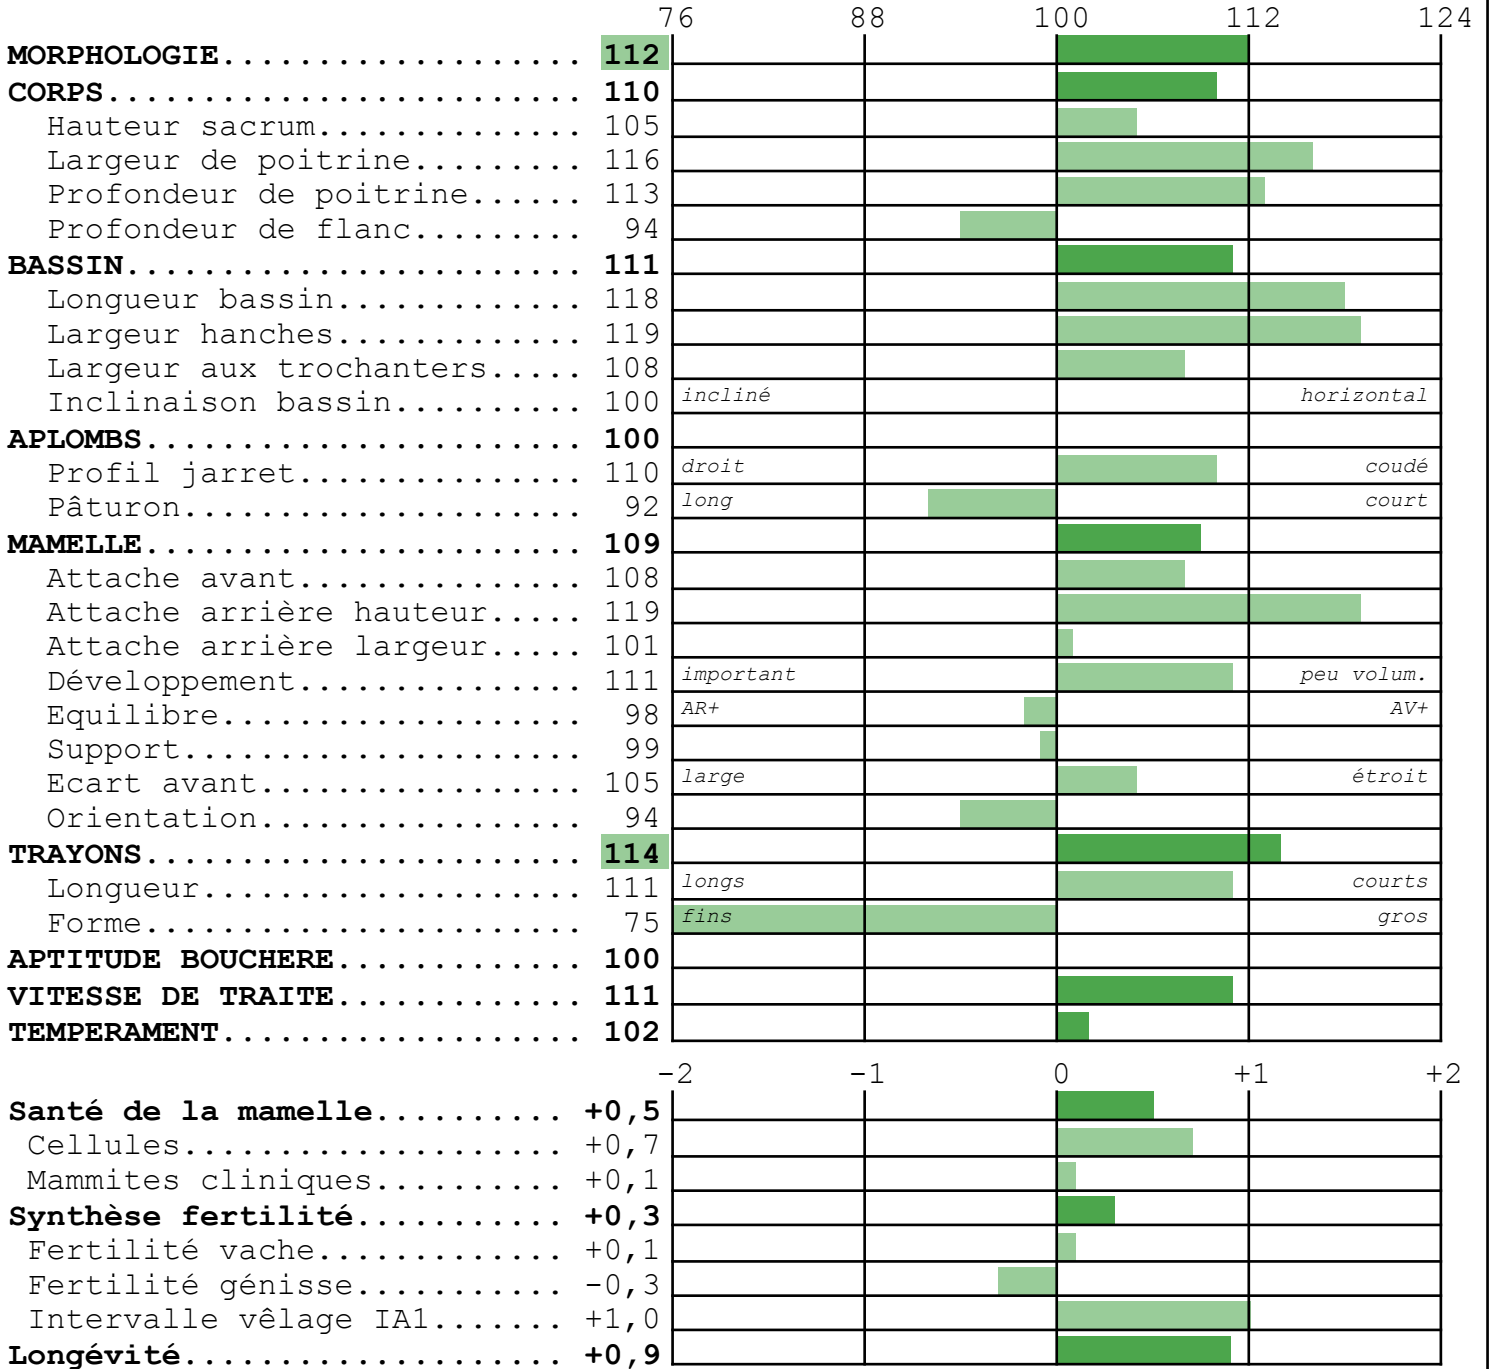 76 88 100 112 124
MORPHOLOGIE................... 112
CORPS......................... 110
Hauteur sacrum.............. 105
Largeur de poitrine......... 116
Profondeur de poitrine...... 113
Profondeur de flanc......... 94
BASSIN........................ 111
Longueur bassin............. 118
Largeur hanches............. 119
Largeur aux trochanters..... 108
Inclinaison bassin.......... 100 incliné horizontal
APLOMBS....................... 100
Profil jarret............... 110 droit coudé
Pâturon..................... 92 long court
MAMELLE....................... 109
Attache avant............... 108
Attache arrière hauteur..... 119
Attache arrière largeur..... 101
Développement............... 111 important peu volum.
Equilibre................... 98 AR+ AV+
Support..................... 99
Ecart avant................. 105 large étroit
Orientation................. 94
TRAYONS....................... 114
Longueur.................... 111 longs courts
Forme....................... 75 fins gros
APTITUDE BOUCHERE............. 100
VITESSE DE TRAITE............. 111
TEMPERAMENT................... 102
-2 -1 0 +1 +2
Santé de la mamelle.......... +0,5
Cellules.................... +0,7
Mammites cliniques.......... +0,1
Synthèse fertilité........... +0,3
Fertilité vache............. +0,1
Fertilité génisse........... -0,3
Intervalle vêlage IA1....... +1,0
Longévité.................... +0,9